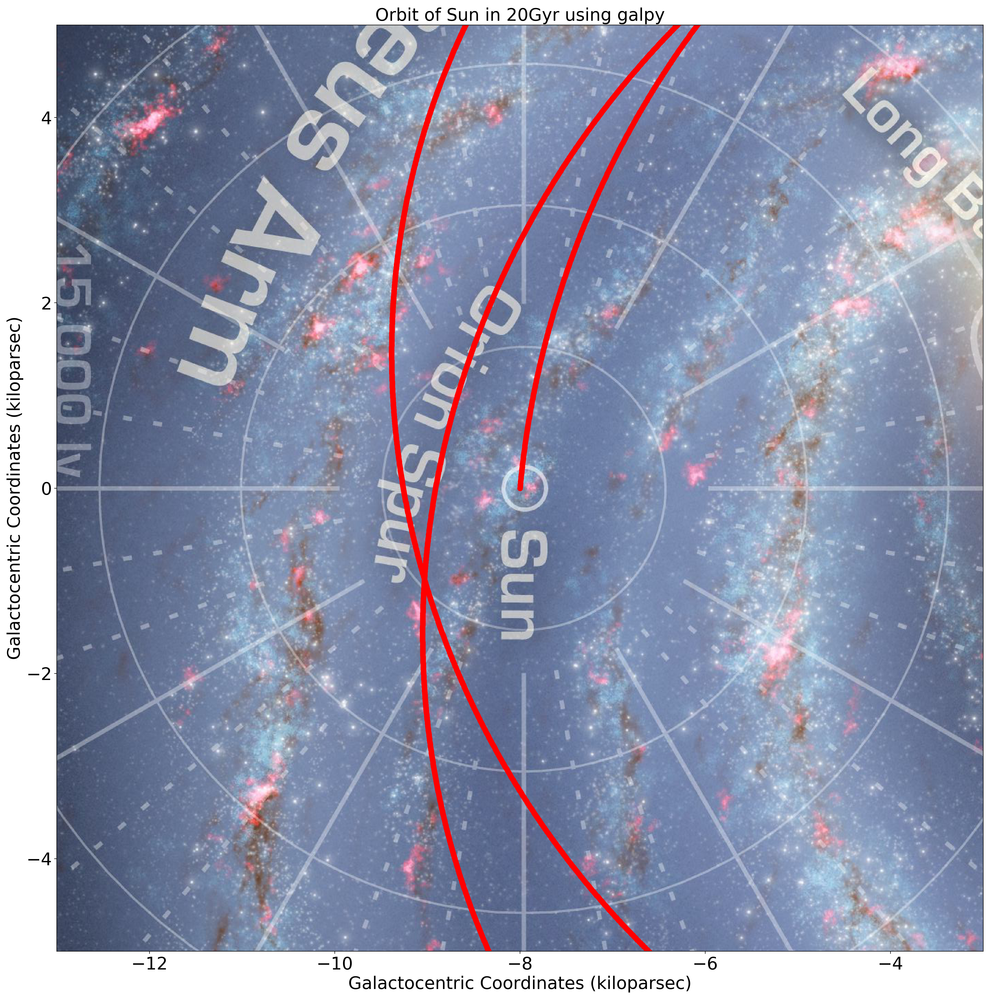 Orbit of Sun in 20Gyr using galpy
eus Arm
Long Ba
15,000 ly
Orion Spur
Sun
4
2
0
−2
−4
−12
−10
−8
−6
−4
Galactocentric Coordinates (kiloparsec)
Galactocentric Coordinates (kiloparsec)